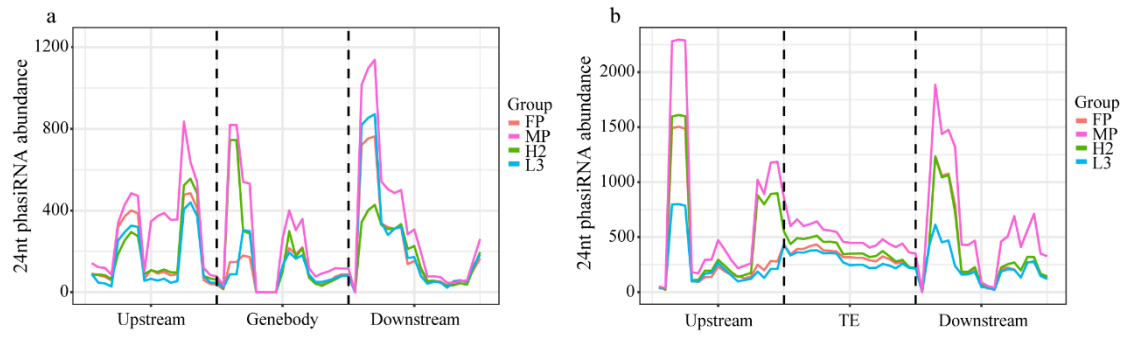 a
24nt phasiRNA abundance
1200
800
400
0
Upstream
Genebody
Downstream
Group
FP
MP
H2
L3
b
24nt phasiRNA abundance
2000
1500
1000
500
0
Upstream
TE
Downstream
Group
FP
MP
H2
L3